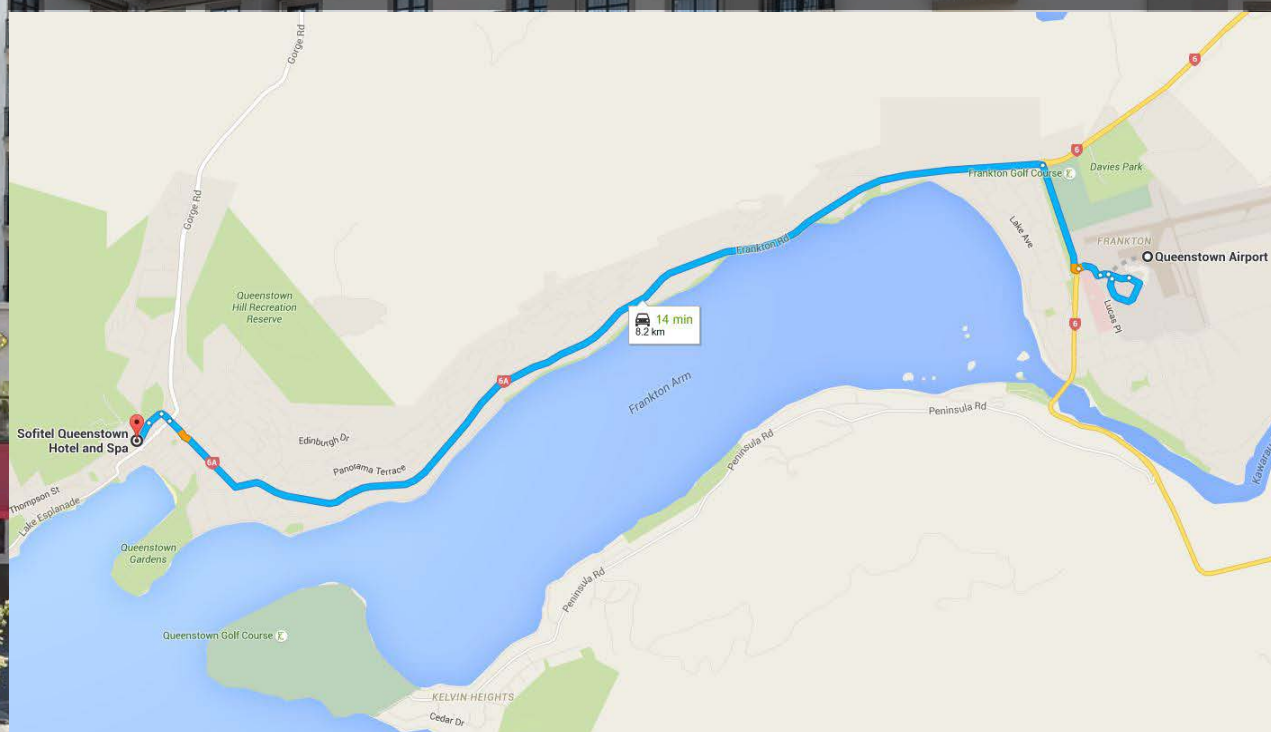 Gorge Rd
6
6
Davies Park
Frankton Golf Course
Gorge Rd
Lake Ave
FRANKTON
Frankton Rd
Queenstown Airport
Queenstown
Hill Recreation
Reserve
Lucas Pl
14 min
8.2 km
6
6A
Frankton Arm
Peninsula Rd
Sofitel Queenstown
Hotel and Spa
Edinburgh Dr
Peninsula Rd
6A
Panorama Terrace
Thompson St
Lake Esplanade
Queenstown
Gardens
Peninsula Rd
Queenstown Golf Course
KELVIN HEIGHTS
Cedar Dr